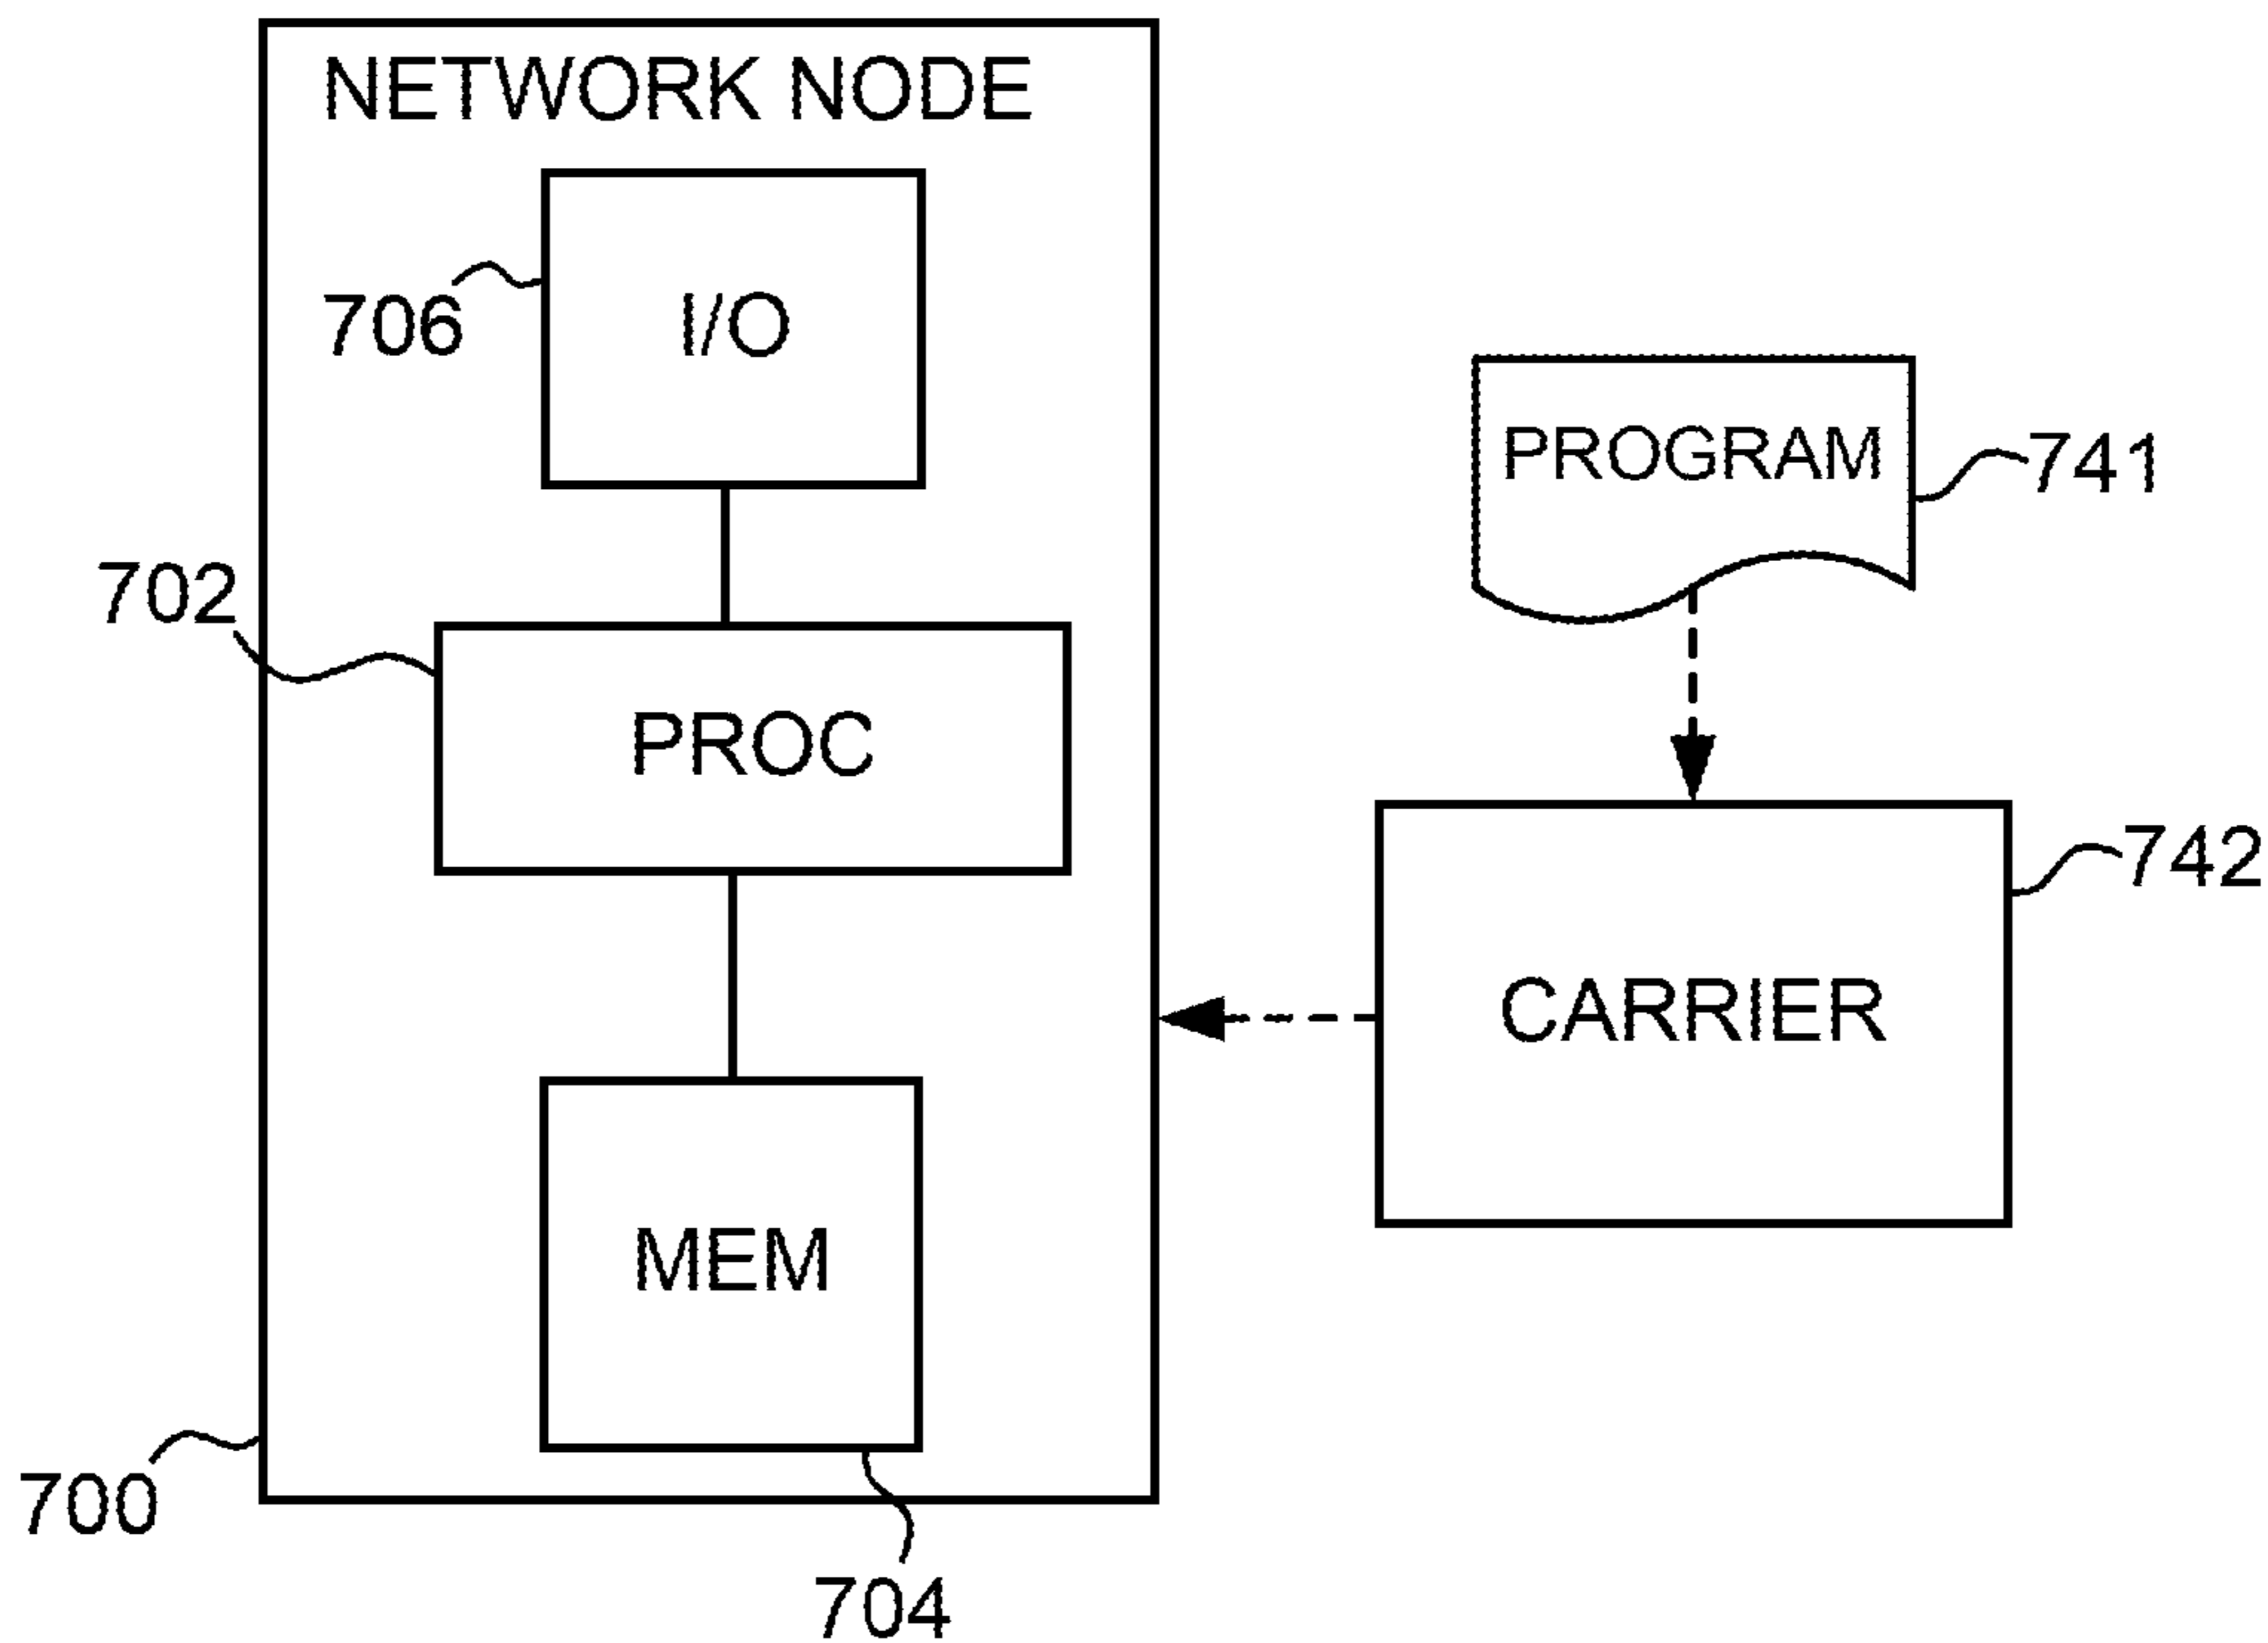 NETWORK NODE
706
I/O
PROGRAM
741
702
PROC
742
CARRIER
MEM
700
704